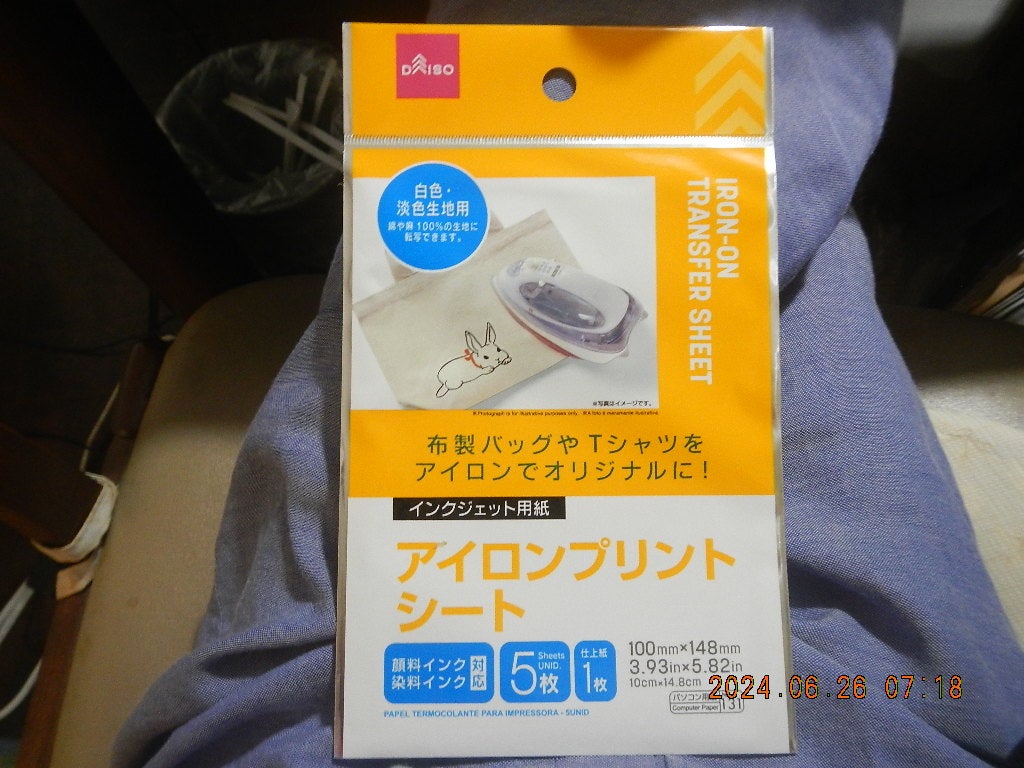 DAISO
IRON-ON
TRANSFER SHEET
白色・
淡色生地用
綿や麻100%の生地に
転写できます。
※写真はイメージです。
※Photograph is for illustrative purposes only. ※A foto é meramente ilustrativa
布製バッグやTシャツを
アイロンでオリジナルに!
インクジェット用紙
アイロンプリント
シート
顔料インク
染料インク
対応
5枚
Sheets
UNID.
仕上紙
1枚
100mm×148mm
3.93in×5.82in
10cm×14.8cm
パソコン用
Computer Paper
131
PAPEL TERMOCOLANTE PARA IMPRESSORA - 5UNID
2024.06.26 07:18